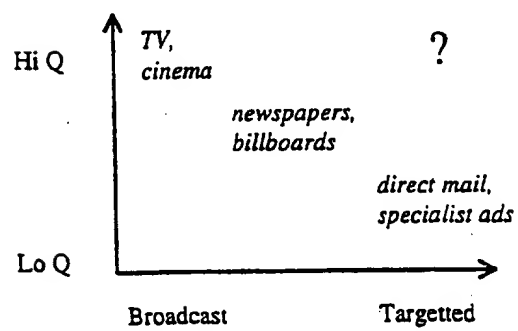 Hi Q
TV,
cinema
?
newspapers,
billboards
direct mail,
specialist ads
Lo Q
Broadcast
Targetted